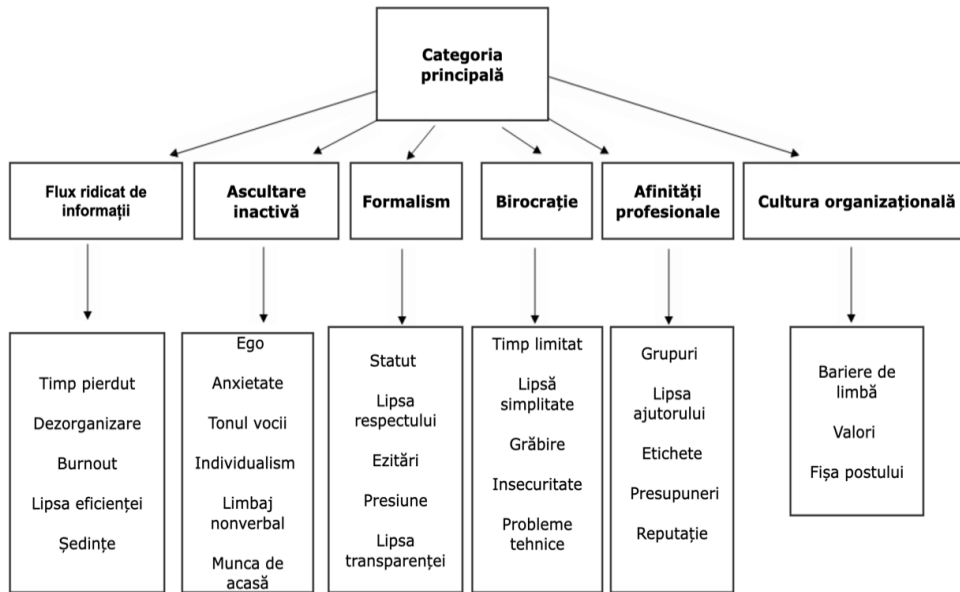 Categoria
principală
Flux ridicat de
informații
Ascultare
inactivă
Formalism
Birocrație
Afinități
profesionale
Cultura organizațională
Timp pierdut
Dezorganizare
Burnout
Lipsa eficienței
Ședințe
Ego
Anxietate
Tonul vocii
Individualism
Limbaj
nonverbal
Munca de
acasă
Statut
Lipsa
respectului
Ezitări
Presiune
Lipsa
transparenței
Timp limitat
Lipsă
simplitate
Grăbire
Insecuritate
Probleme
tehnice
Grupuri
Lipsa
ajutorului
Etichete
Presupuneri
Reputație
Bariere de
limbă
Valori
Fișa postului